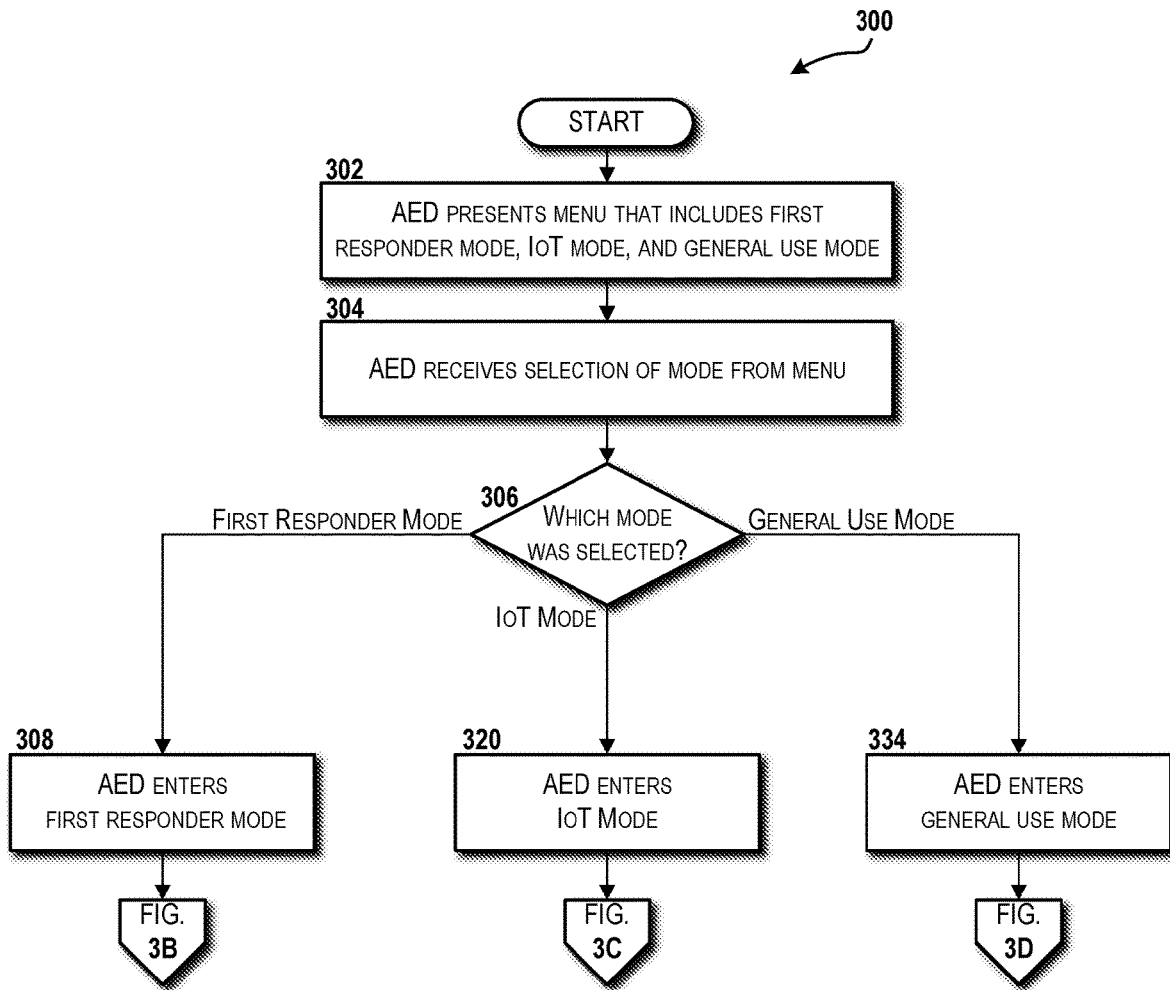 300
START
302
AED PRESENTS MENU THAT INCLUDES FIRST
RESPONDER MODE, IOT MODE, AND GENERAL USE MODE
304
AED RECEIVES SELECTION OF MODE FROM MENU
306
FIRST RESPONDER MODE
WHICH MODE
WAS SELECTED?
GENERAL USE MODE
IOT MODE
308
AED ENTERS
FIRST RESPONDER MODE
320
AED ENTERS
IOT MODE
334
AED ENTERS
GENERAL USE MODE
FIG.
3B
FIG.
3C
FIG.
3D